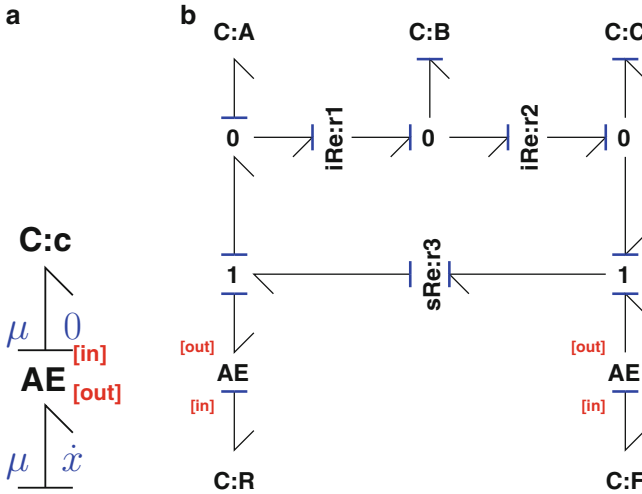 a
b
C:A
C:B
C:C
0
iRe:r1
0
iRe:r2
0
C:c
μ 0
[in]
AE [out]
μ ẋ
1
sRe:r3
1
[out]
AE
[in]
C:R
[out]
AE
[in]